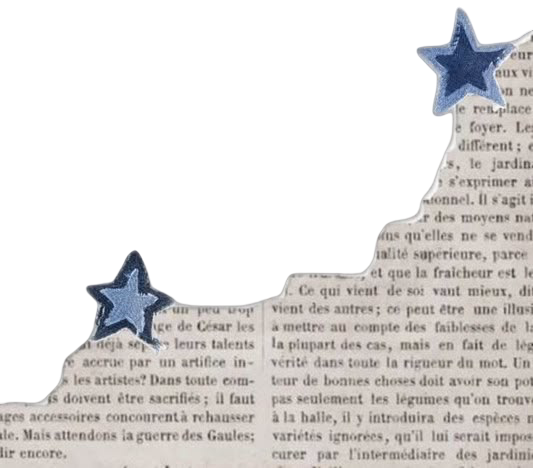 un peu trop
ge de César les
déjà leurs talents
accrue par un artifice in-
les artistes? Dans toute com-
s doivent être sacrifiés ; il faut
ages accessoires concourent à rehausser
le. Mais attendons la guerre des Gaules;
dir encore.
eur
aux vi
on ne
le remplace
e foyer. Le
différent ; e
s, le jardin
s'exprimer a
ionnel. Il s'agit i
r des moyens nat
ns qu'elles ne se vend
alité supérieure, parce
et que la fraîcheur est le
Ce qui vient de soi vaut mieux, di
vient des autres; ce peut être une illusi
à mettre au compte des faiblesses de la
la plupart des cas, mais en fait de lég
vérité dans toute la rigueur du mot. Un
teur de bonnes choses doit avoir son pot
pas seulement les légumes qu'on trouve
à la halle, il y introduira des espèces n
variétés ignorées, qu'il lui serait impos
curer par l'intermédiaire des jardinie